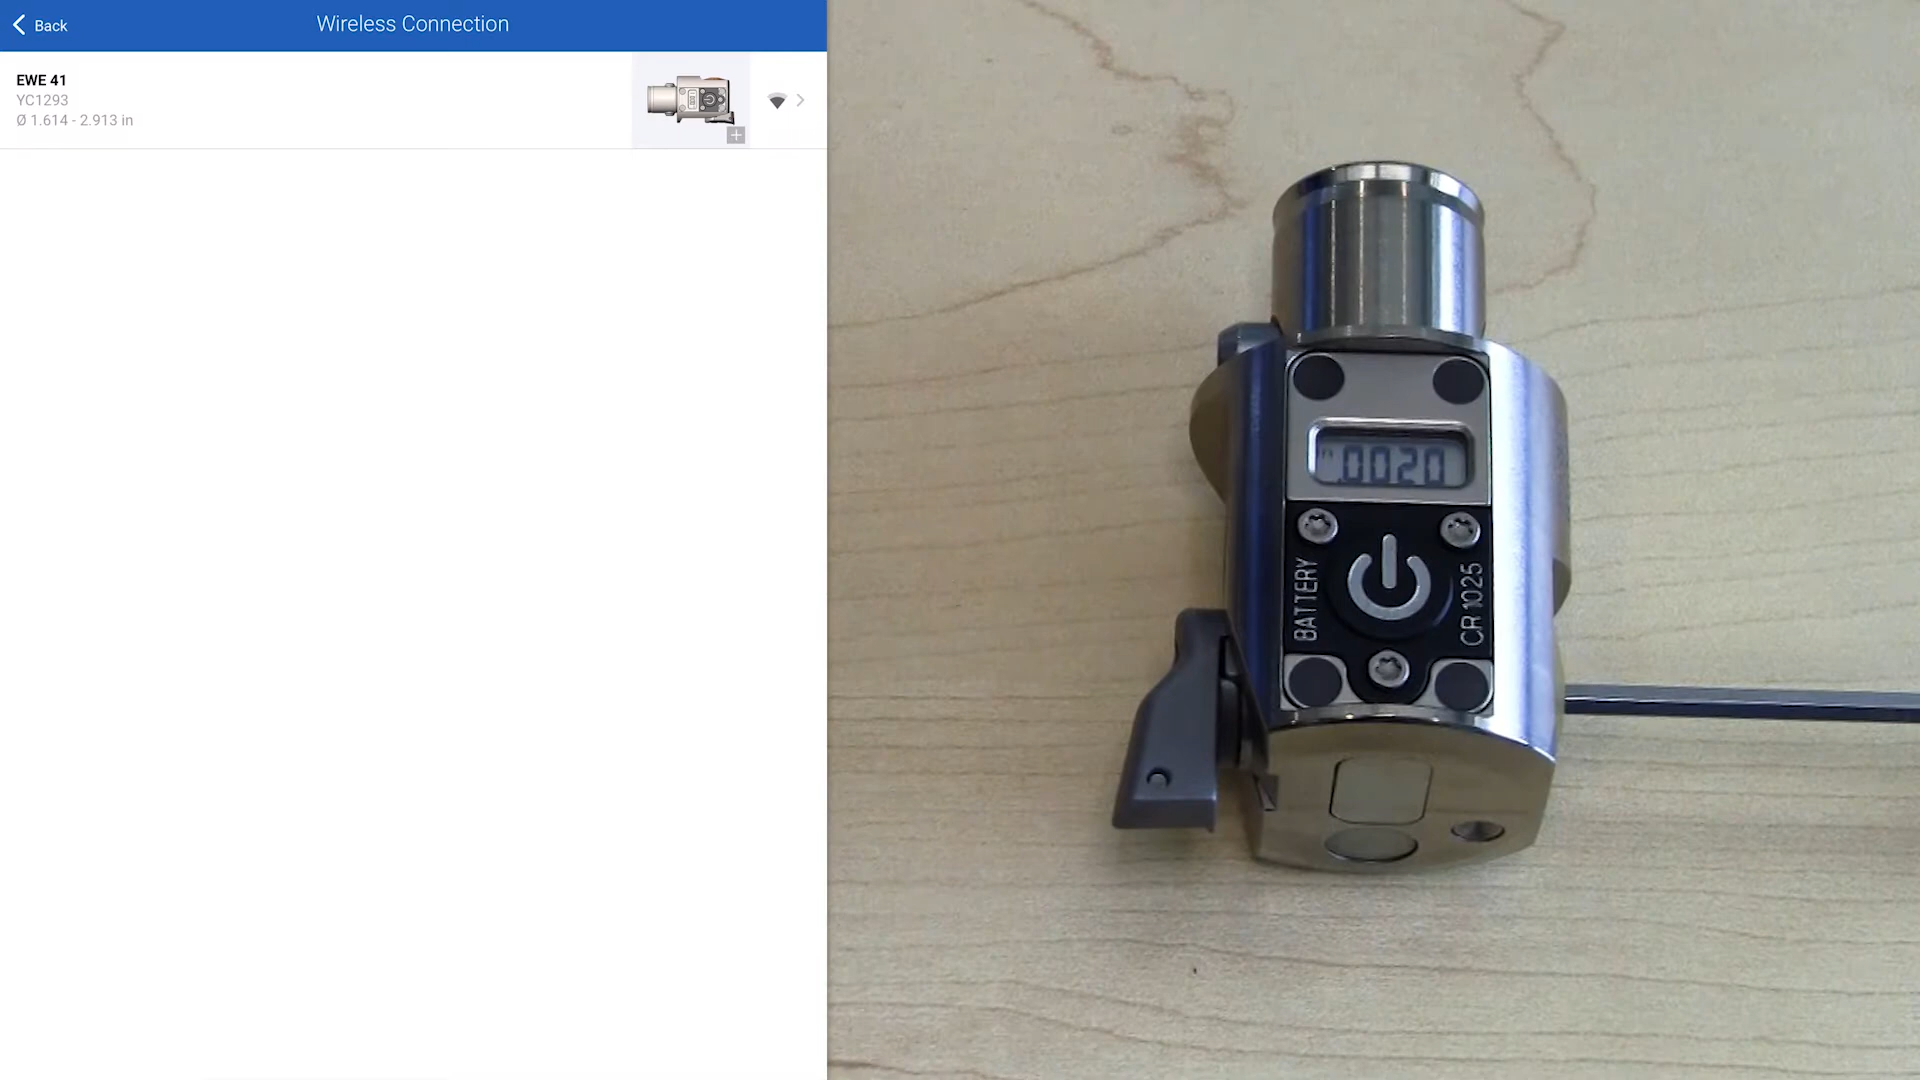 Back
Wireless Connection
EWE 41
YC1293
Ø 1.614 - 2.913 in
" .0020
BATTERY
CR1025